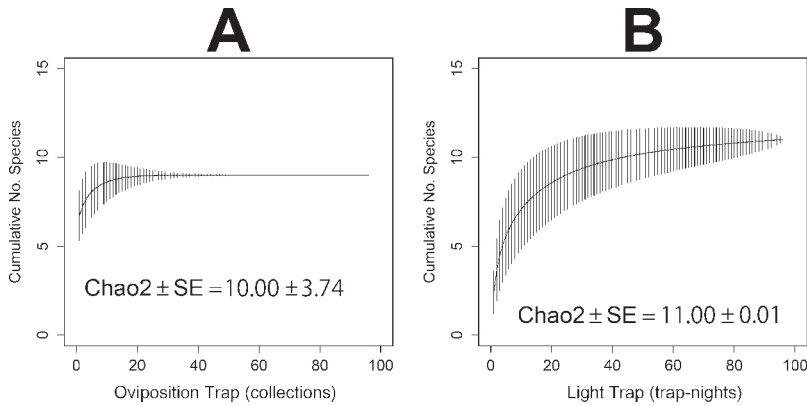 A
Cumulative No. Species
15
10
5
0
Chao2 ± SE = 10.00 ± 3.74
0 20 40 60 80 100
Oviposition Trap (collections)
B
Cumulative No. Species
15
10
5
0
Chao2 ± SE = 11.00 ± 0.01
0 20 40 60 80 100
Light Trap (trap-nights)